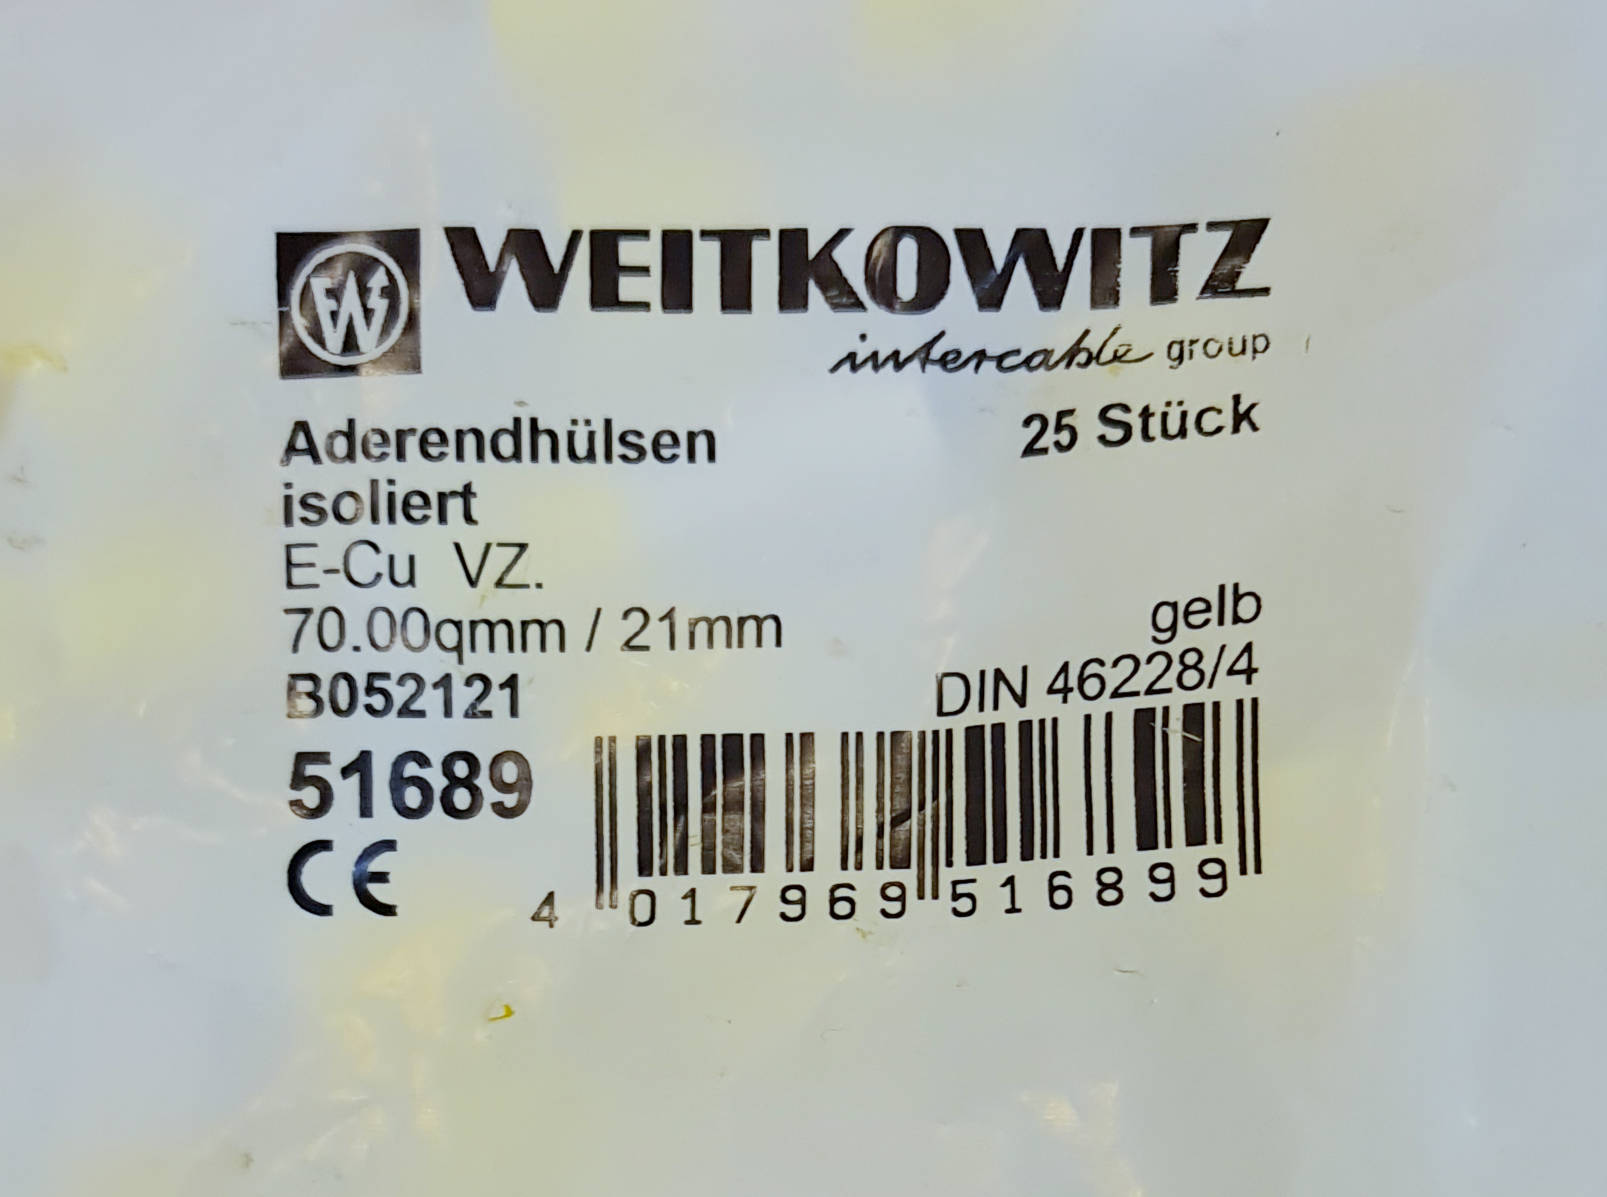 EWS WEITKOWITZ
intercable group
Aderendhülsen 25 Stück
isoliert
E-Cu VZ.
70.00qmm / 21mm gelb
B052121 DIN 46228/4
51689
CE 4 017969 516899